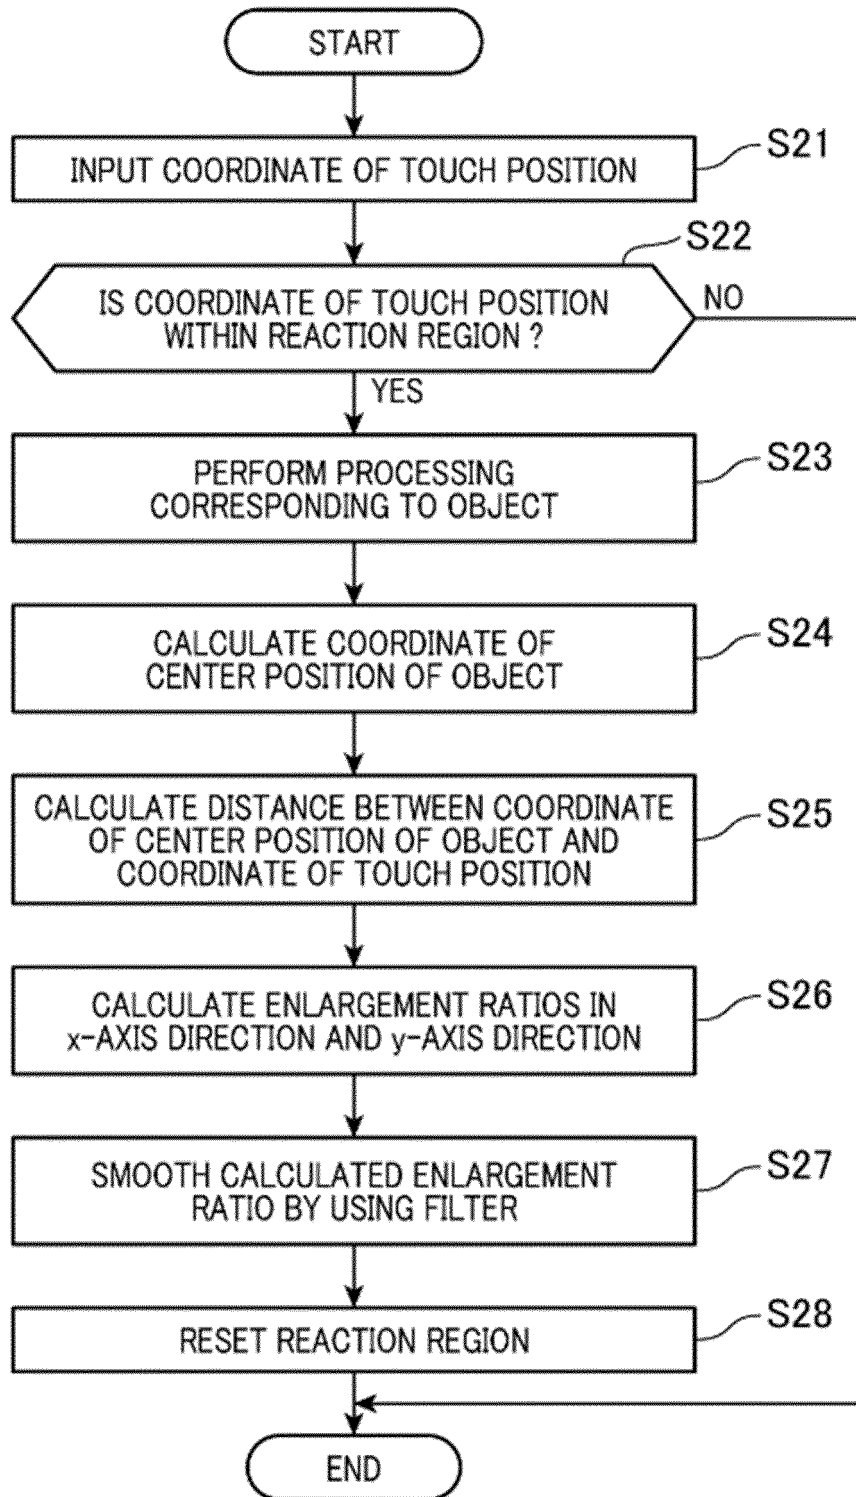 START
INPUT COORDINATE OF TOUCH POSITION
S21
S22
IS COORDINATE OF TOUCH POSITION
WITHIN REACTION REGION ?
NO
YES
PERFORM PROCESSING
CORRESPONDING TO OBJECT
S23
CALCULATE COORDINATE OF
CENTER POSITION OF OBJECT
S24
CALCULATE DISTANCE BETWEEN COORDINATE
OF CENTER POSITION OF OBJECT AND
COORDINATE OF TOUCH POSITION
S25
CALCULATE ENLARGEMENT RATIOS IN
x-AXIS DIRECTION AND y-AXIS DIRECTION
S26
SMOOTH CALCULATED ENLARGEMENT
RATIO BY USING FILTER
S27
RESET REACTION REGION
S28
END